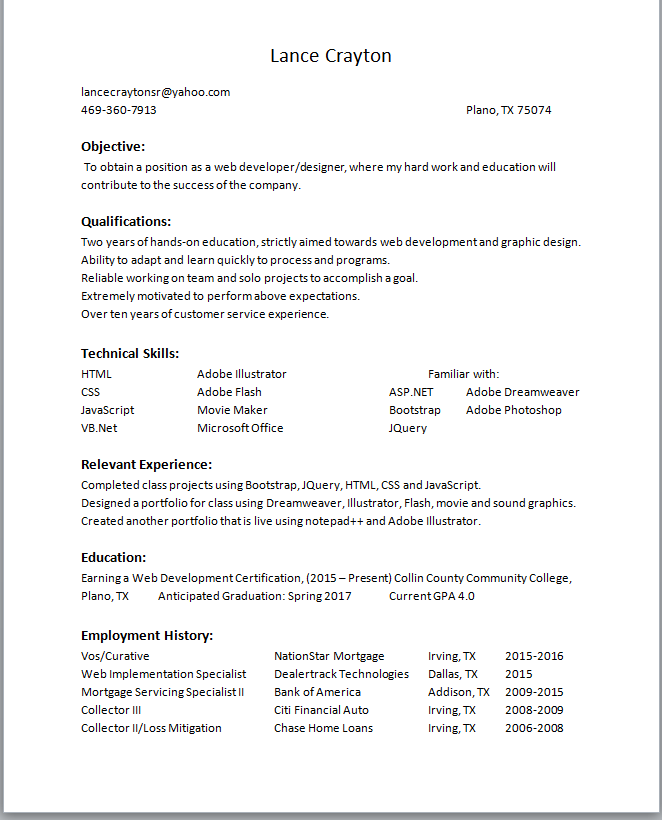 Lance Crayton
lancecraytonsr@yahoo.com
469-360-7913 Plano, TX 75074
Objective:
To obtain a position as a web developer/designer, where my hard work and education will
contribute to the success of the company.
Qualifications:
Two years of hands-on education, strictly aimed towards web development and graphic design.
Ability to adapt and learn quickly to process and programs.
Reliable working on team and solo projects to accomplish a goal.
Extremely motivated to perform above expectations.
Over ten years of customer service experience.
Technical Skills:
HTML Adobe Illustrator Familiar with:
CSS Adobe Flash ASP.NET Adobe Dreamweaver
JavaScript Movie Maker Bootstrap Adobe Photoshop
VB.Net Microsoft Office JQuery
Relevant Experience:
Completed class projects using Bootstrap, JQuery, HTML, CSS and JavaScript.
Designed a portfolio for class using Dreamweaver, Illustrator, Flash, movie and sound graphics.
Created another portfolio that is live using notepad++ and Adobe Illustrator.
Education:
Earning a Web Development Certification, (2015 – Present) Collin County Community College,
Plano, TX Anticipated Graduation: Spring 2017 Current GPA 4.0
Employment History:
Vos/Curative NationStar Mortgage Irving, TX 2015-2016
Web Implementation Specialist Dealertrack Technologies Dallas, TX 2015
Mortgage Servicing Specialist II Bank of America Addison, TX 2009-2015
Collector III Citi Financial Auto Irving, TX 2008-2009
Collector II/Loss Mitigation Chase Home Loans Irving, TX 2006-2008